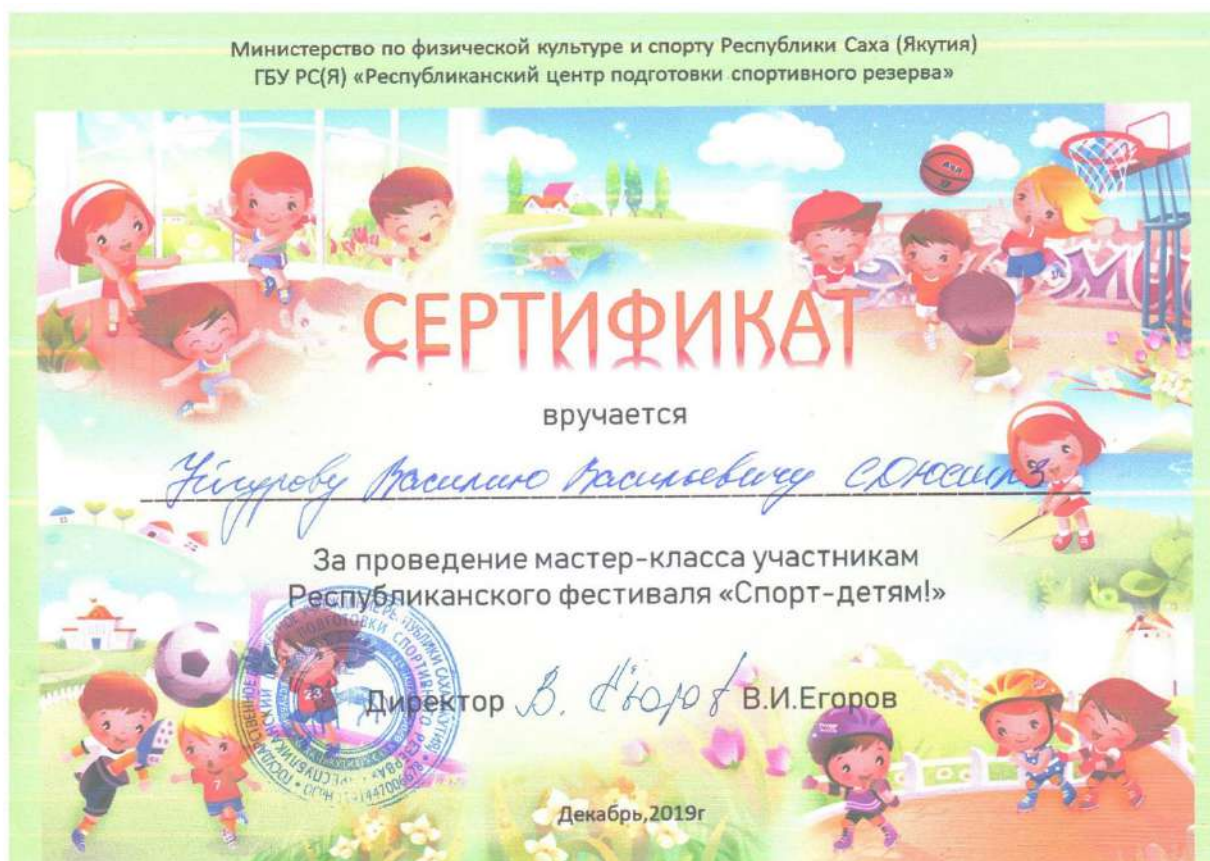 Министерство по физической культуре и спорту Республики Саха (Якутия)
ГБУ РС(Я) «Республиканский центр подготовки спортивного резерва»
СЕРТИФИКАТ
вручается
Василию Васильевичу
За проведение мастер-класса участникам
Республиканского фестиваля «Спорт-детям!»
Директор В.И.Егоров
Декабрь,2019г